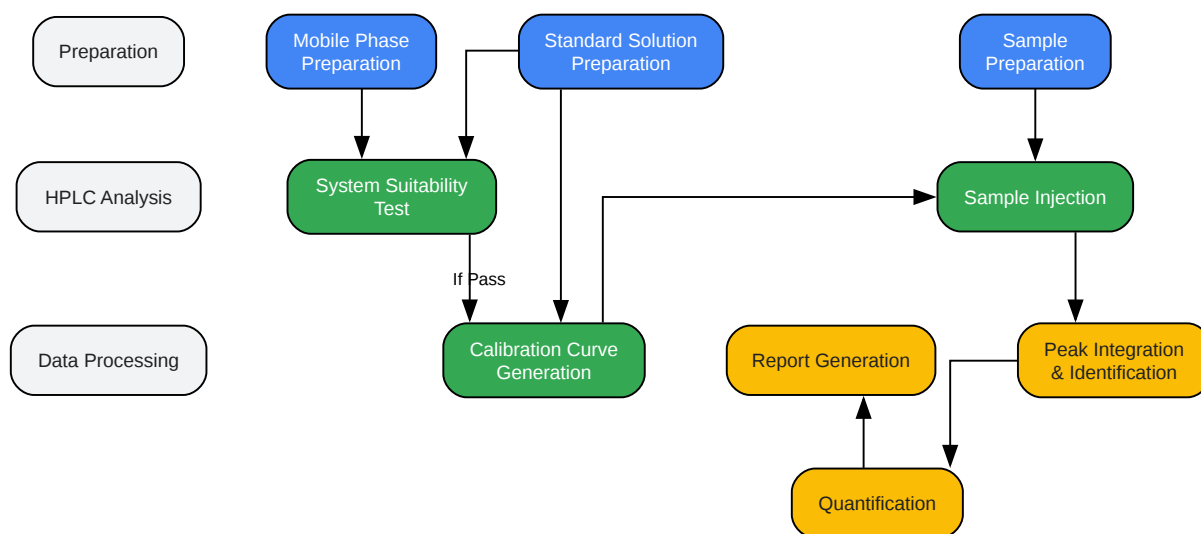 Preparation
Mobile Phase
Preparation
Standard Solution
Preparation
Sample
Preparation
HPLC Analysis
System Suitability
Test
Sample Injection
If Pass
Data Processing
Calibration Curve
Generation
Report Generation
Peak Integration
& Identification
Quantification